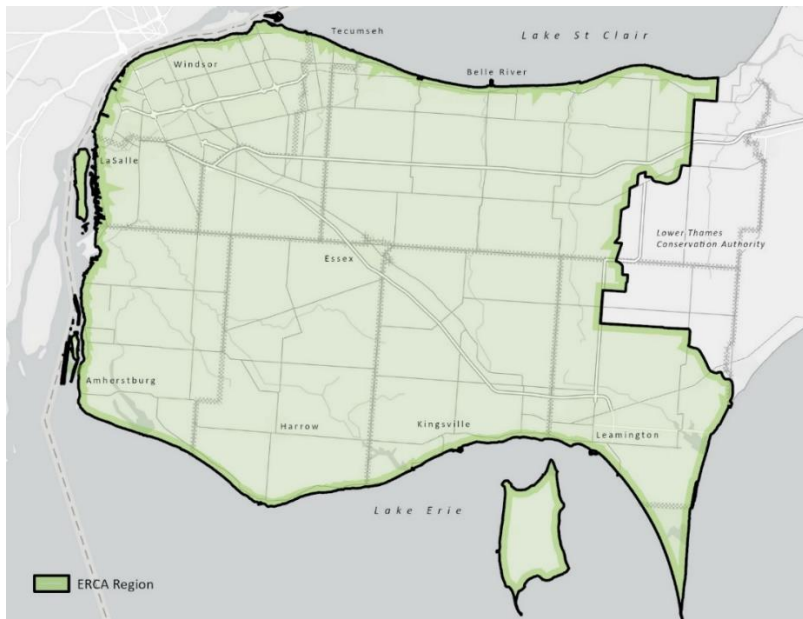 Tecumseh
Lake St Clair
Windsor
Belle River
LaSalle
Lower Thames
Conservation Authority
Essex
Amherstburg
Harrow
Kingsville
Leamington
Lake Erie
ERCA Region